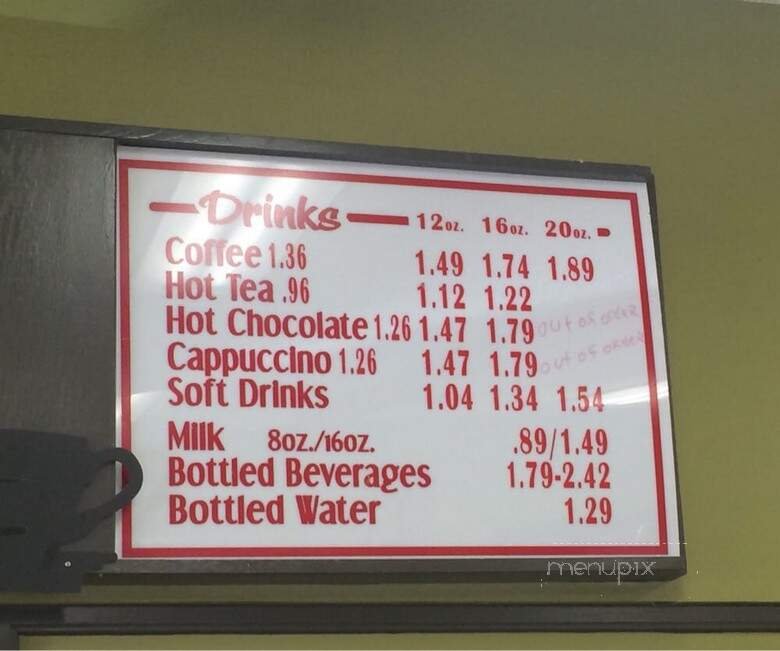 Drinks 12oz. 16oz. 20oz.
Coffee 1.36 1.49 1.74 1.89
Hot Tea .96 1.12 1.22
Hot Chocolate 1.26 1.47 1.79 out of order
Cappuccino 1.26 1.47 1.79 out of order
Soft Drinks 1.04 1.34 1.54
Milk 8oz./16oz. .89/1.49
Bottled Beverages 1.79-2.42
Bottled Water 1.29
menupix